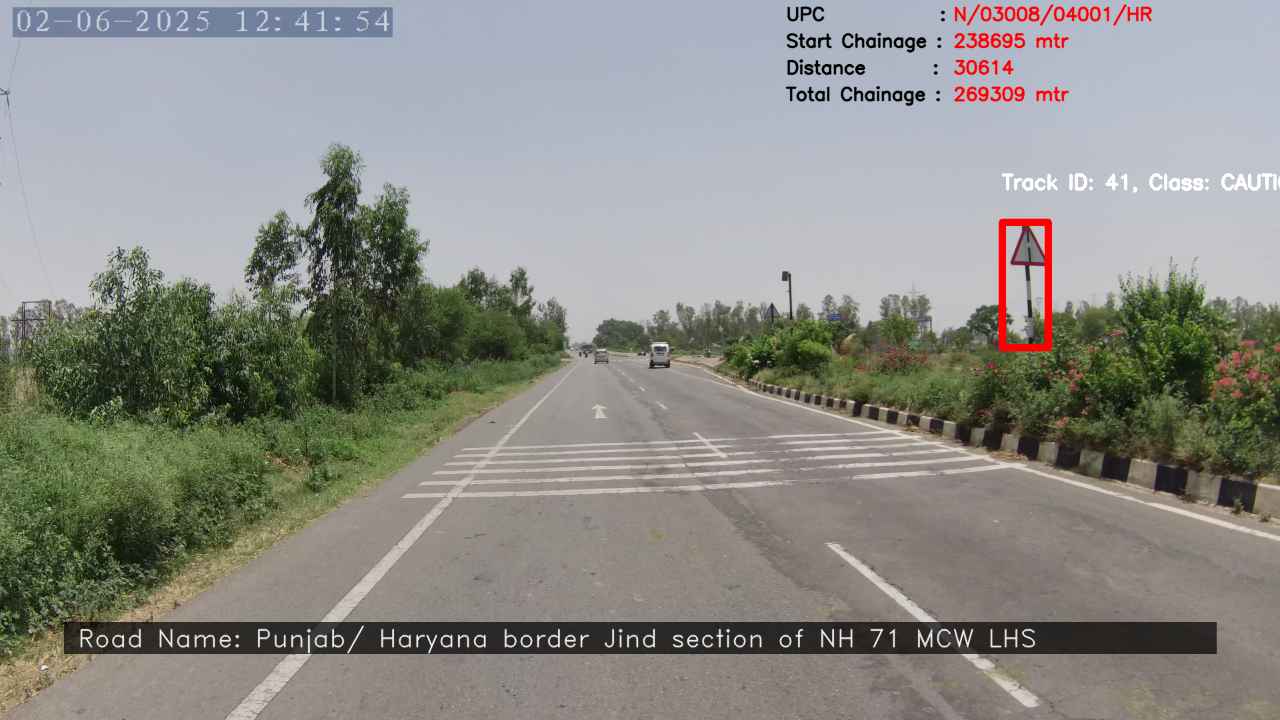 02-06-2025 12:41:54
UPC : N/03008/04001/HR
Start Chainage : 238695 mtr
Distance : 30614
Total Chainage : 269309 mtr
Track ID: 41, Class: CAUTI
Road Name: Punjab/ Haryana border Jind section of NH 71 MCW LHS